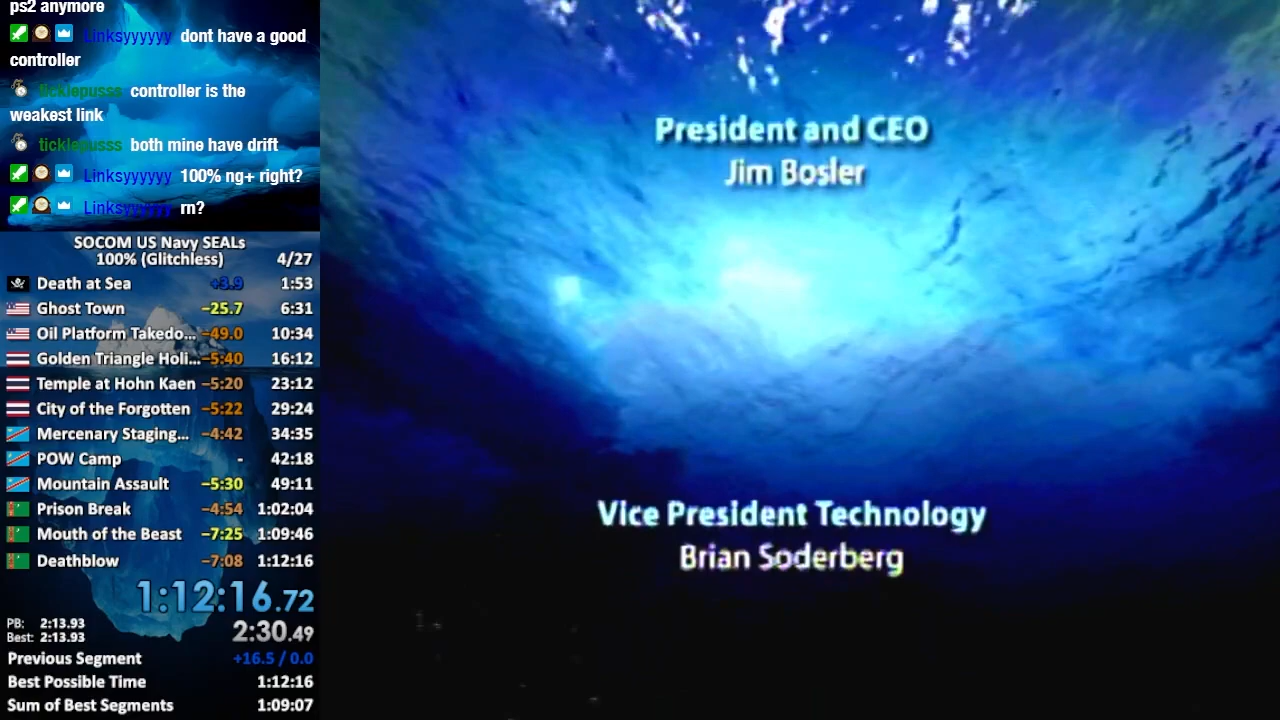 ps2 anymore
Linksyyyyyy dont have a good
controller
ticklepusss controller is the
weakest link
ticklepusss both mine have drift
Linksyyyyyy 100% ng+ right?
Linksyyyyyy rn?
SOCOM US Navy SEALs
100% (Glitchless) 4/27
Death at Sea +3.9 1:53
Ghost Town −25.7 6:31
Oil Platform Takedo... −49.0 10:34
Golden Triangle Holi... −5:40 16:12
Temple at Hohn Kaen −5:20 23:12
City of the Forgotten −5:22 29:24
Mercenary Staging... −4:42 34:35
POW Camp - 42:18
Mountain Assault −5:30 49:11
Prison Break −4:54 1:02:04
Mouth of the Beast −7:25 1:09:46
Deathblow −7:08 1:12:16
1:12:16.72
PB: 2:13.93
Best: 2:13.93
2:30.49
Previous Segment +16.5 / 0.0
Best Possible Time 1:12:16
Sum of Best Segments 1:09:07
President and CEO
Jim Bosler
Vice President Technology
Brian Soderberg